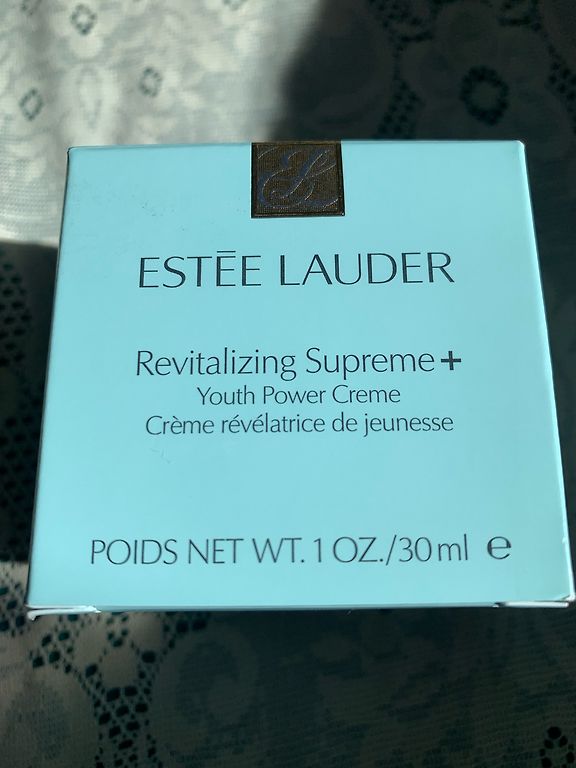 ESTĒE LAUDER
Revitalizing Supreme+
Youth Power Creme
Crème révélatrice de jeunesse
POIDS NET WT. 1 OZ./30ml ℮